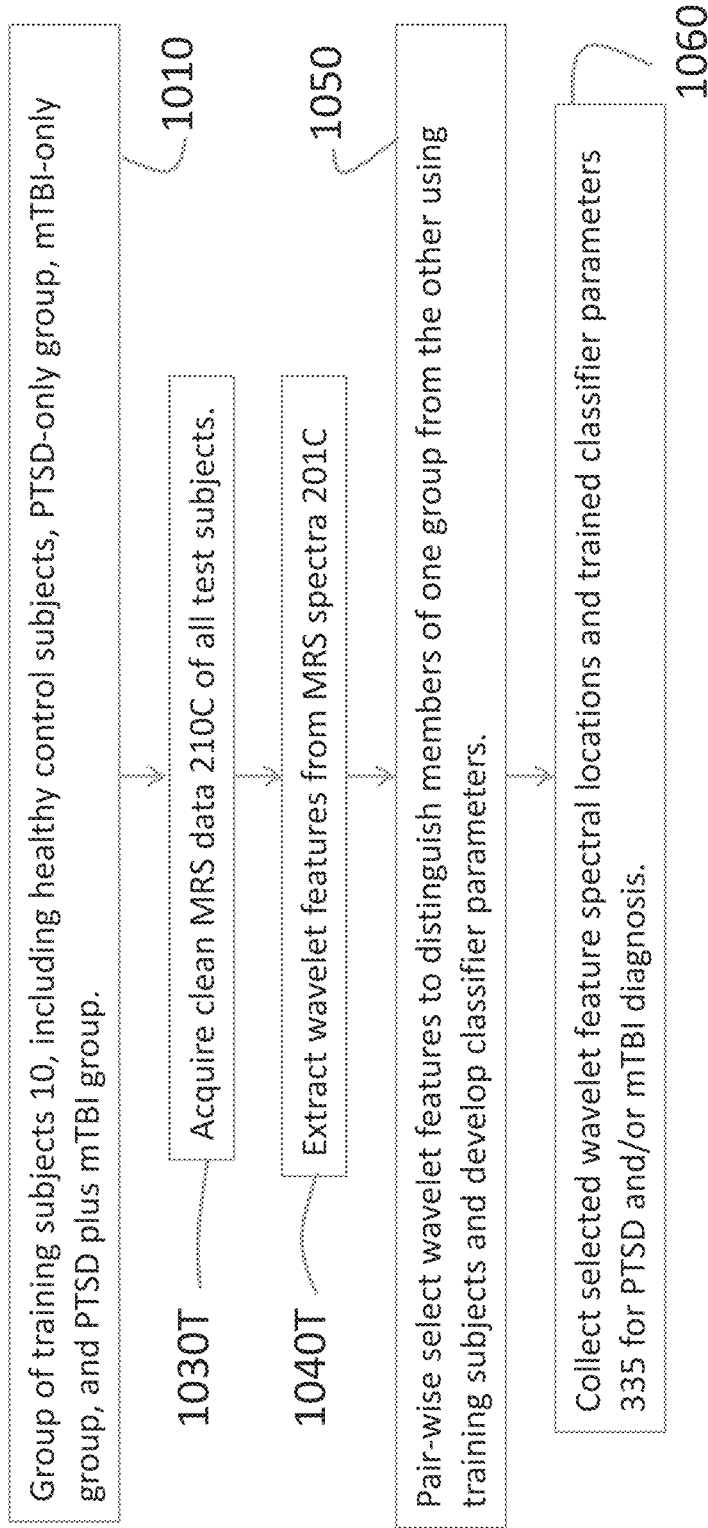 Group of training subjects 10, including healthy control subjects, PTSD-only group, mTBI-only
group, and PTSD plus mTBI group.
1010
1030T
Acquire clean MRS data 210C of all test subjects.
1040T
Extract wavelet features from MRS spectra 201C
1050
Pair-wise select wavelet features to distinguish members of one group from the other using
training subjects and develop classifier parameters.
Collect selected wavelet feature spectral locations and trained classifier parameters
335 for PTSD and/or mTBI diagnosis.
1060